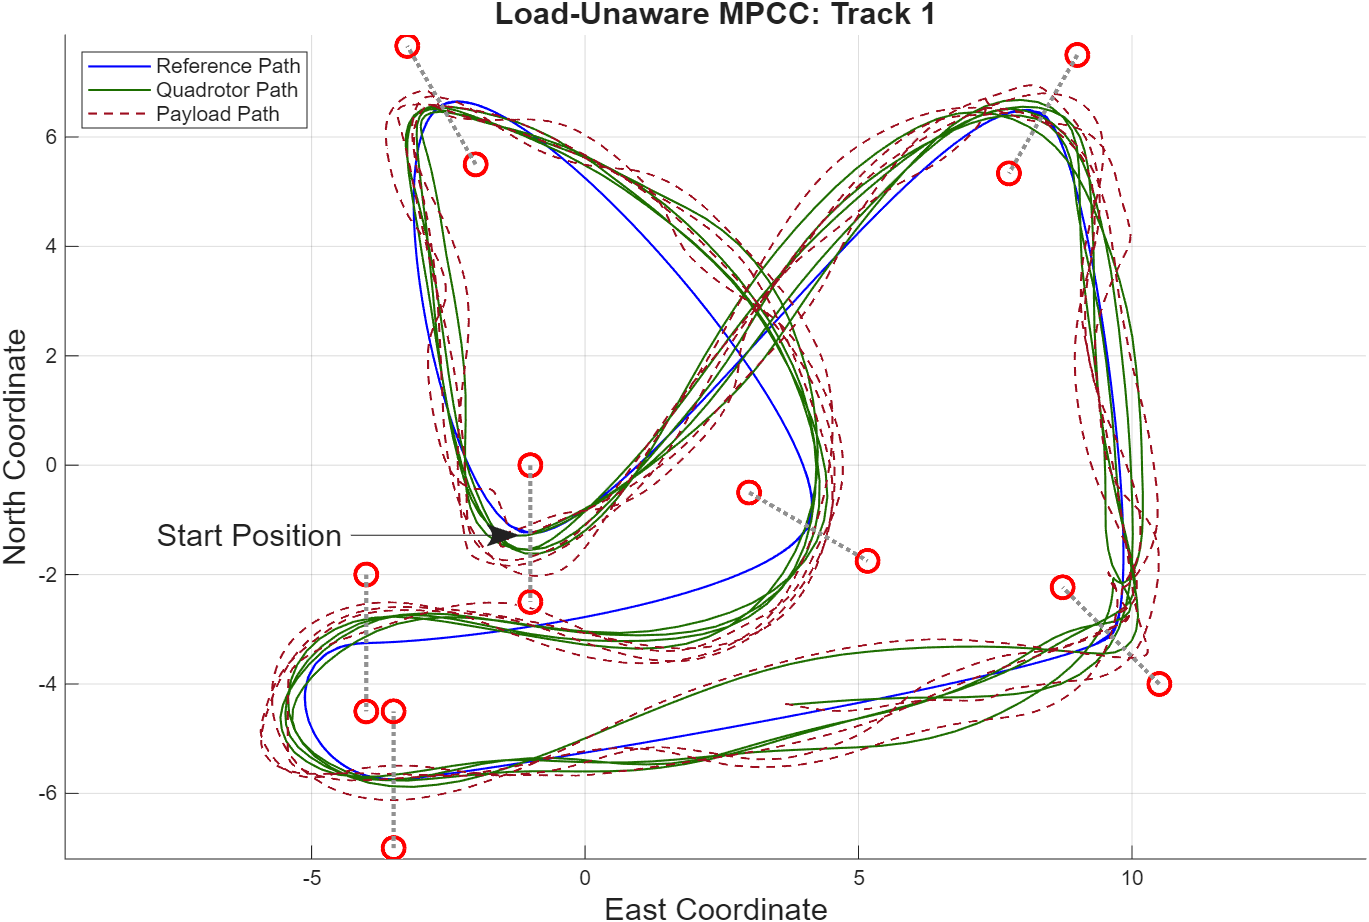 Load-Unaware MPCC: Track 1
Reference Path
Quadrotor Path
Payload Path
6
4
2
0
-2
-4
-6
North Coordinate
Start Position
-5
0
5
10
East Coordinate